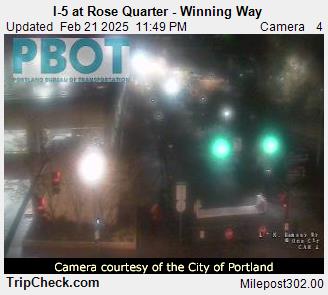 I-5 at Rose Quarter - Winning Way
Updated Feb 21 2025 11:49 PM Camera 4
PBOT
PORTLAND BUREAU OF TRANSPORTATION
Camera courtesy of the City of Portland
TripCheck.com Milepost302.00